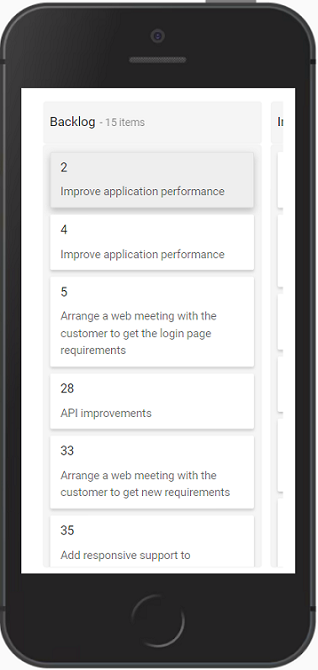 Backlog - 15 items
2
Improve application performance
4
Improve application performance
5
Arrange a web meeting with the
customer to get the login page
requirements
28
API improvements
33
Arrange a web meeting with the
customer to get new requirements
35
Add responsive support to